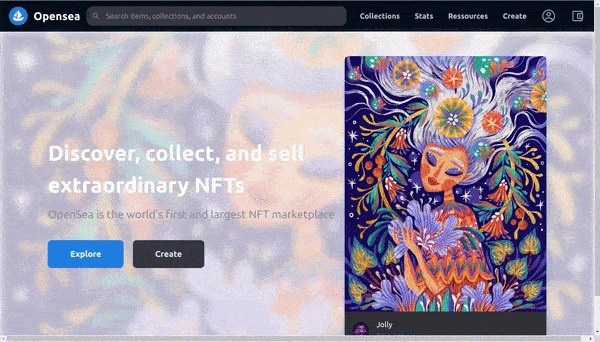 Opensea
Search items, collections, and accounts
Collections
Stats
Ressources
Create
Discover, collect, and sell
extraordinary NFTs
OpenSea is the world's first and largest NFT marketplace
Explore
Create
Jolly